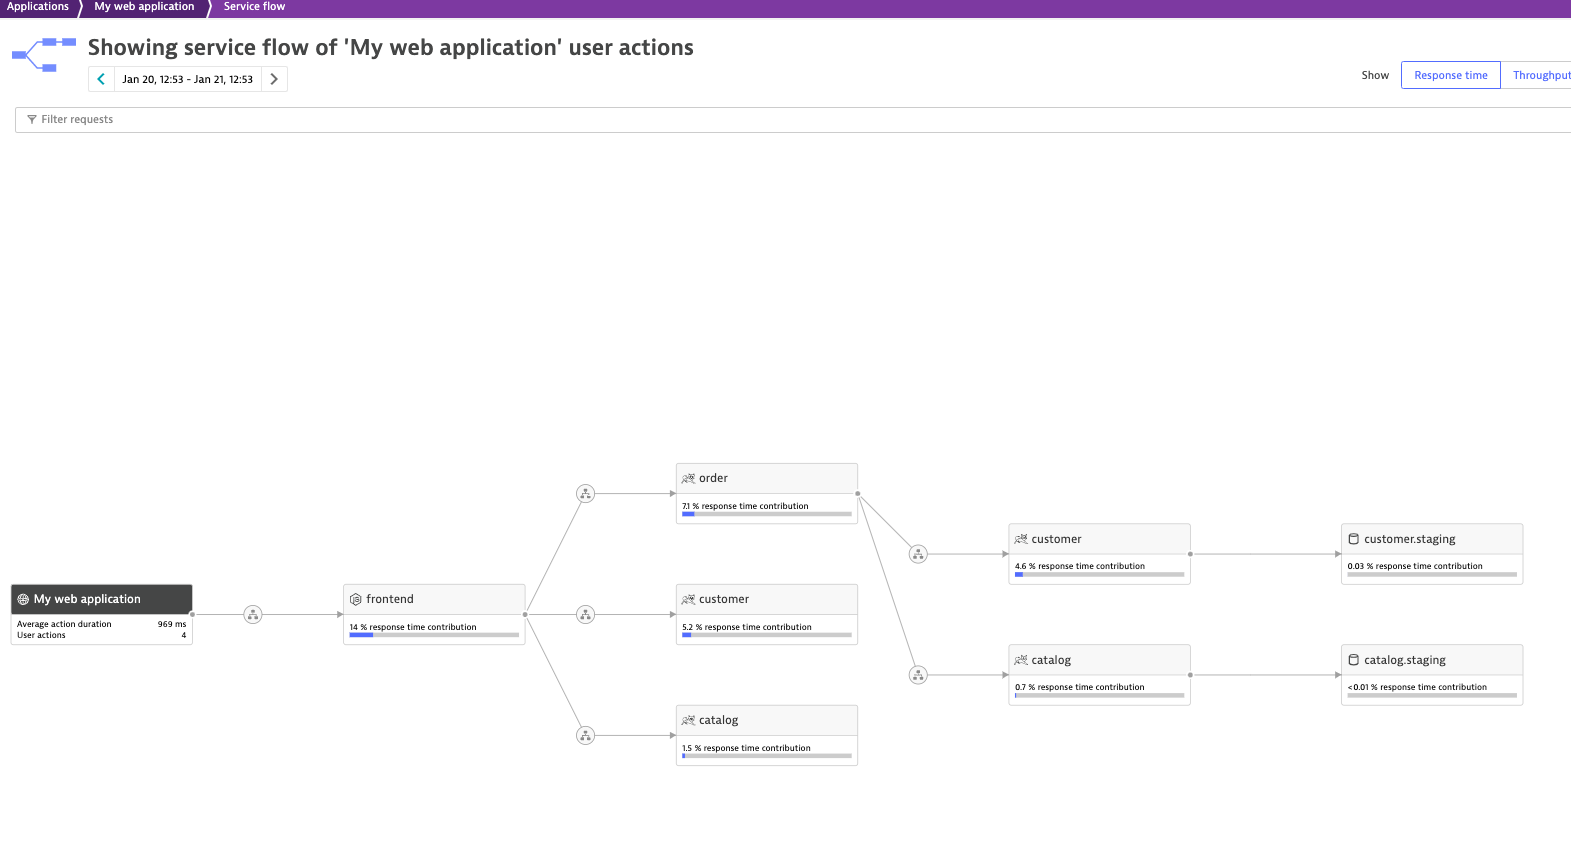 Applications
My web application
Service flow
Showing service flow of 'My web application' user actions
Jan 20, 12:53 - Jan 21, 12:53
Show
Response time
Throughput
Filter requests
order
7.1 % response time contribution
customer
4.6 % response time contribution
customer.staging
0.03 % response time contribution
My web application
Average action duration 969 ms
User actions 4
frontend
14 % response time contribution
customer
5.2 % response time contribution
catalog
0.7 % response time contribution
catalog.staging
<0.01 % response time contribution
catalog
1.5 % response time contribution